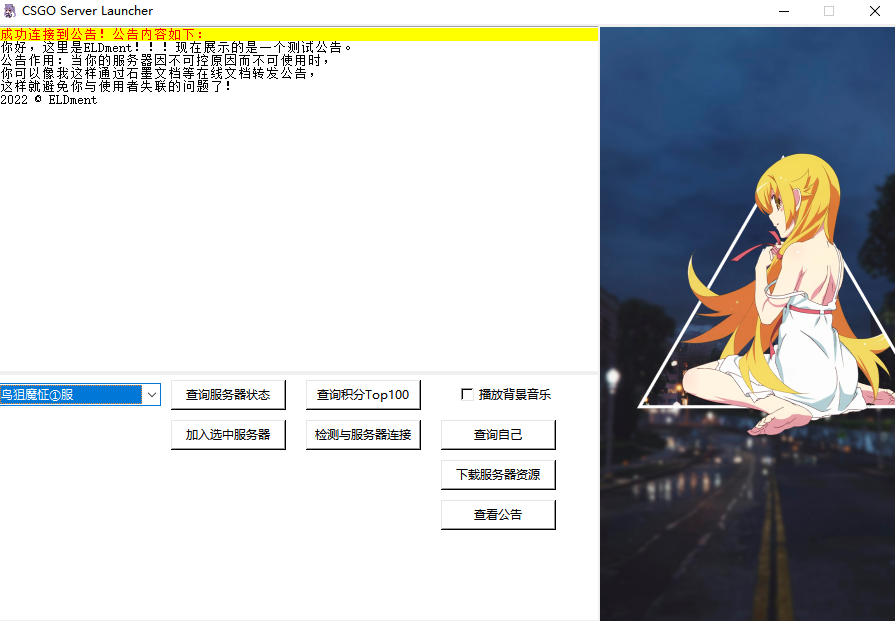 CSGO Server Launcher
成功连接到公告！公告内容如下：
你好，这里是ELDment！！！现在展示的是一个测试公告。
公告作用：当你的服务器因不可控原因而不可使用时，
你可以像我这样通过石墨文档等在线文档转发公告，
这样就避免你与使用者失联的问题了！
2022 © ELDment
鸟狙魔怔①服
查询服务器状态
查询积分Top100
播放背景音乐
加入选中服务器
检测与服务器连接
查询自己
下载服务器资源
查看公告